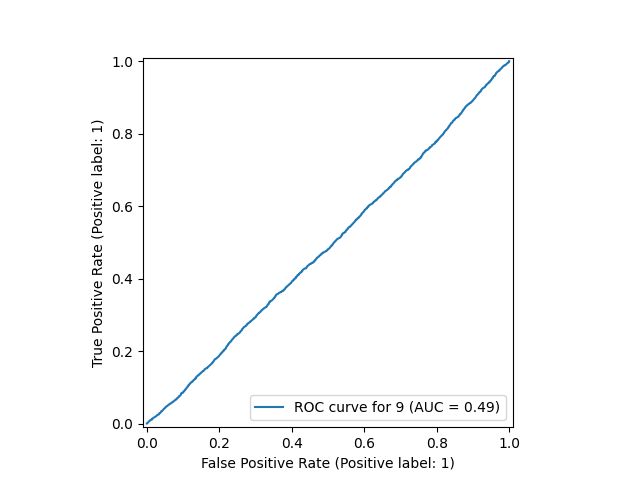 1.0
0.8
0.6
0.4
0.2
0.0
True Positive Rate (Positive label: 1)
ROC curve for 9 (AUC = 0.49)
0.0 0.2 0.4 0.6 0.8 1.0
False Positive Rate (Positive label: 1)